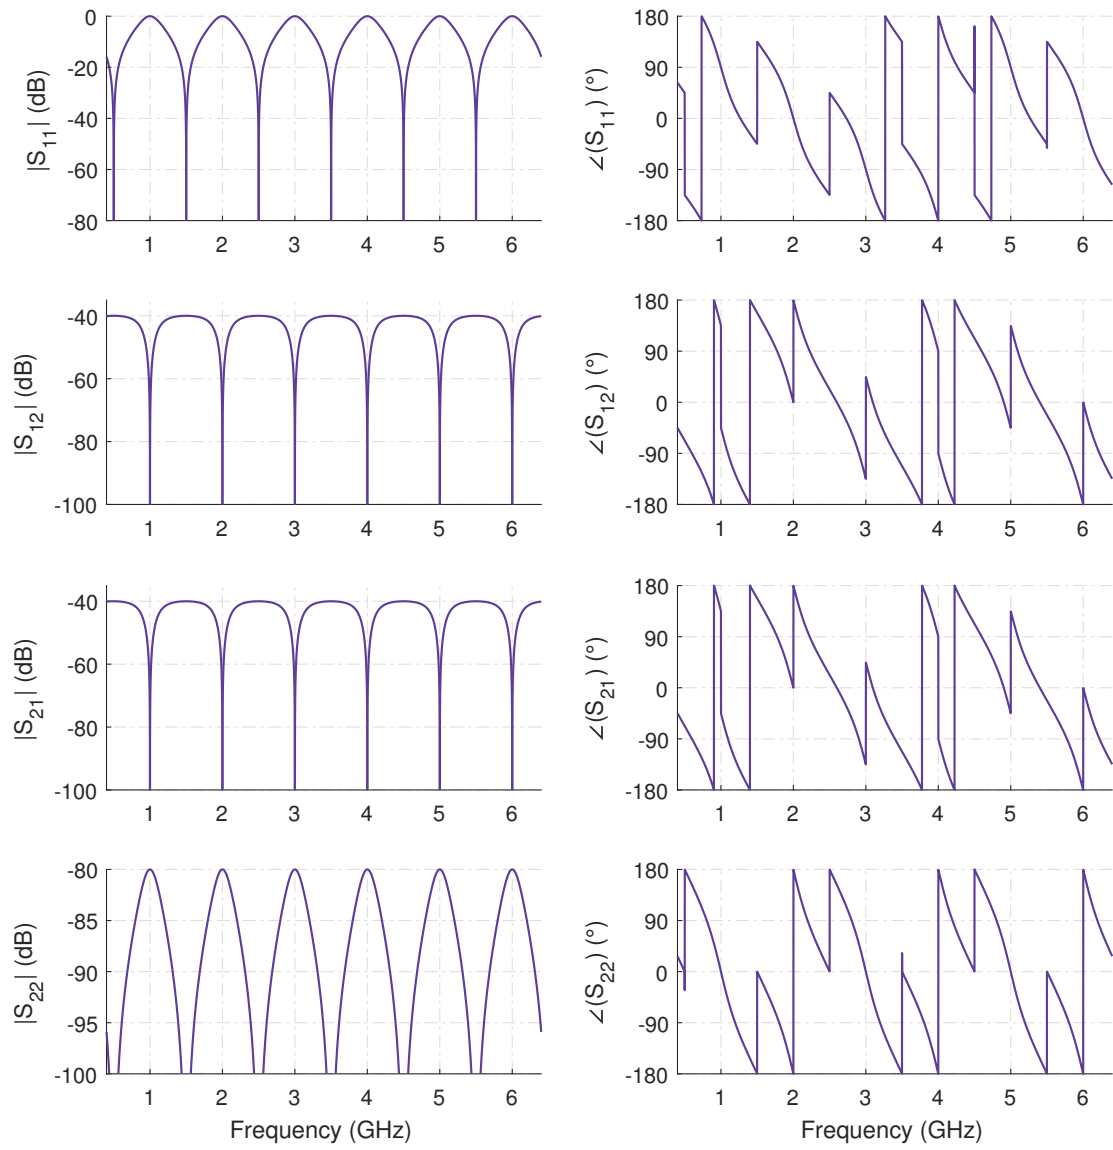 0
-20
-40
-60
-80
1 2 3 4 5 6
|S11| (dB)
180
90
0
-90
-180
1 2 3 4 5 6
∠(S11) (°)
-40
-60
-80
-100
1 2 3 4 5 6
|S12| (dB)
180
90
0
-90
-180
1 2 3 4 5 6
∠(S12) (°)
-40
-60
-80
-100
1 2 3 4 5 6
|S21| (dB)
180
90
0
-90
-180
1 2 3 4 5 6
∠(S21) (°)
-80
-85
-90
-95
-100
1 2 3 4 5 6
|S22| (dB)
Frequency (GHz)
180
90
0
-90
-180
1 2 3 4 5 6
∠(S22) (°)
Frequency (GHz)